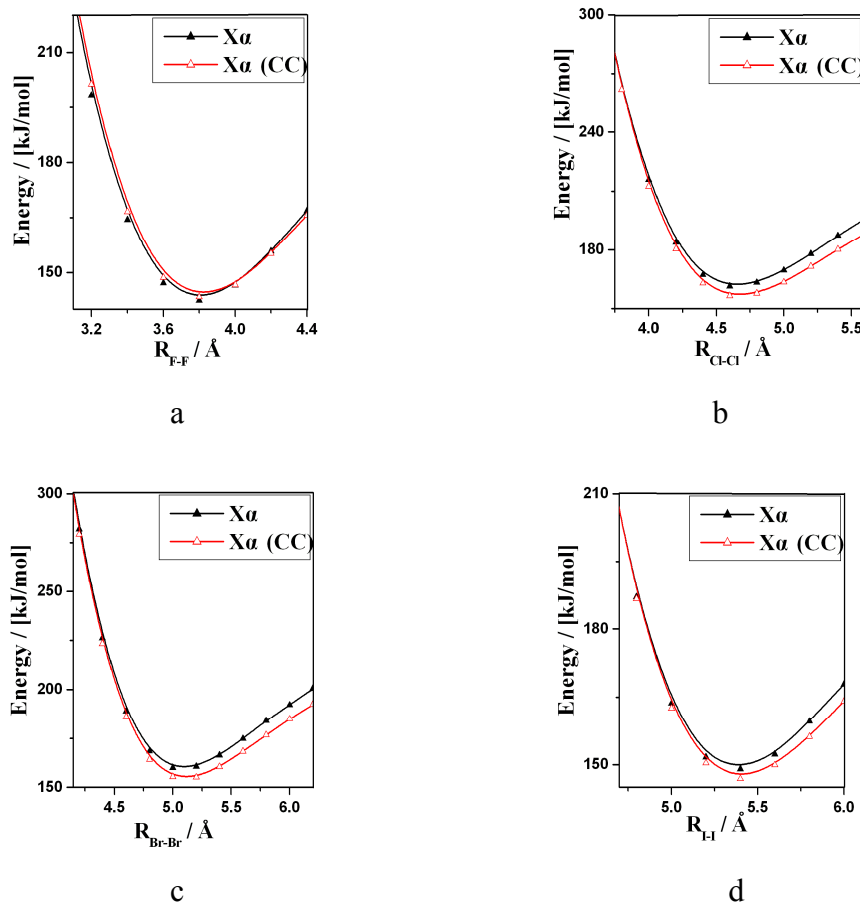 Xα
Xα (CC)
Energy / [kJ/mol]
210
180
150
3.2
3.6
4.0
4.4
R_F-F / Å
a
Xα
Xα (CC)
Energy / [kJ/mol]
300
240
180
4.0
4.5
5.0
5.5
R_Cl-Cl / Å
b
Xα
Xα (CC)
Energy / [kJ/mol]
300
250
200
150
4.5
5.0
5.5
6.0
R_Br-Br / Å
c
Xα
Xα (CC)
Energy / [kJ/mol]
210
180
150
5.0
5.5
6.0
R_I-I / Å
d